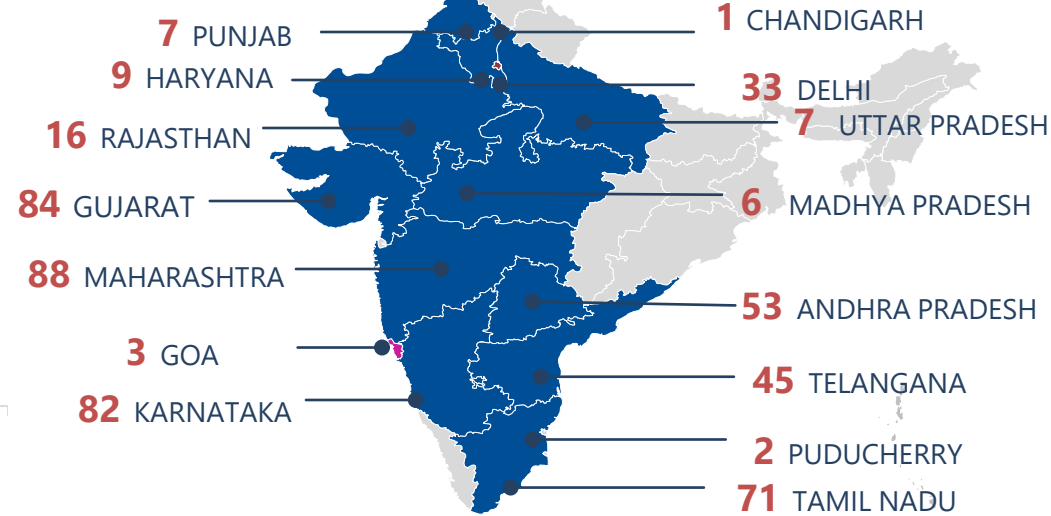 7 PUNJAB
1 CHANDIGARH
9 HARYANA
33 DELHI
7 UTTAR PRADESH
16 RAJASTHAN
84 GUJARAT
6 MADHYA PRADESH
88 MAHARASHTRA
53 ANDHRA PRADESH
3 GOA
45 TELANGANA
82 KARNATAKA
2 PUDUCHERRY
71 TAMIL NADU